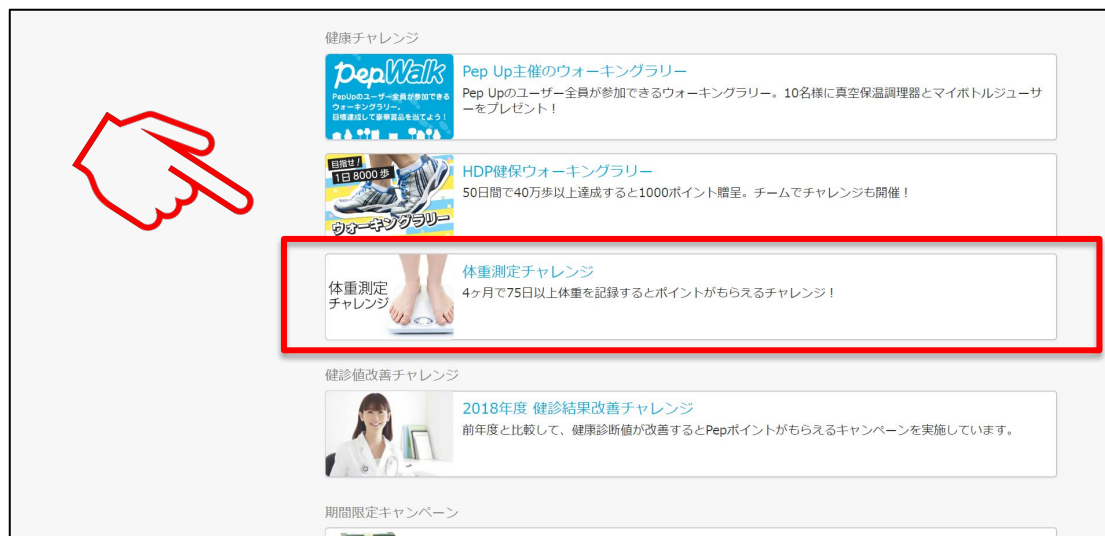 健康チャレンジ
PepWalk
PepUpのユーザー全員が参加できる
ウォーキングラリー。
目標達成して豪華賞品を当てよう！
Pep Up主催のウォーキングラリー
Pep Upのユーザー全員が参加できるウォーキングラリー。10名様に真空保温調理器とマイボトルジューサ
ーをプレゼント！
目指せ！
1日8000歩
ウォーキングラリー
HDP健保ウォーキングラリー
50日間で40万歩以上達成すると1000ポイント贈呈。チームでチャレンジも開催！
体重測定
チャレンジ
体重測定チャレンジ
4ヶ月で75日以上体重を記録するとポイントがもらえるチャレンジ！
健診値改善チャレンジ
2018年度 健診結果改善チャレンジ
前年度と比較して、健康診断値が改善するとPepポイントがもらえるキャンペーンを実施しています。
期間限定キャンペーン